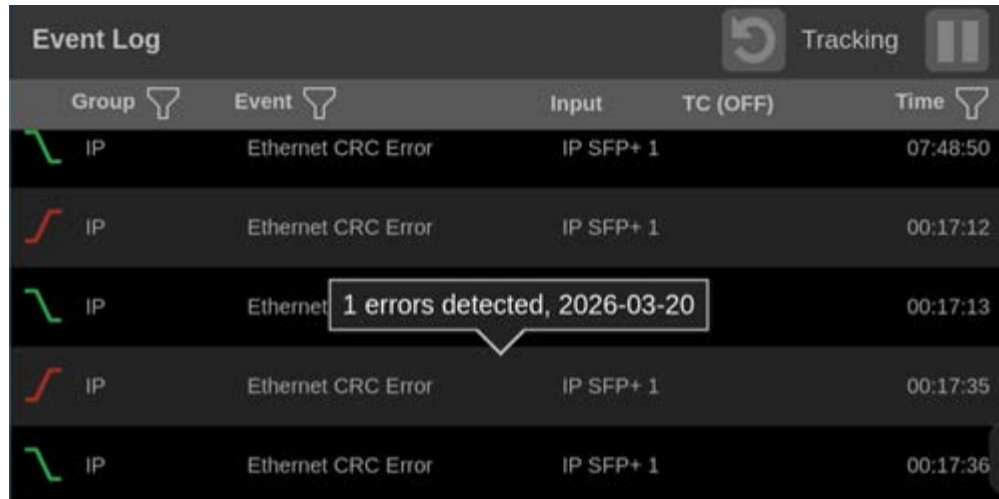 Event Log Tracking
Group Event Input TC (OFF) Time
IP Ethernet CRC Error IP SFP+ 1 07:48:50
IP Ethernet CRC Error IP SFP+ 1 00:17:12
IP Ethernet 00:17:13
1 errors detected, 2026-03-20
IP Ethernet CRC Error IP SFP+ 1 00:17:35
IP Ethernet CRC Error IP SFP+ 1 00:17:36